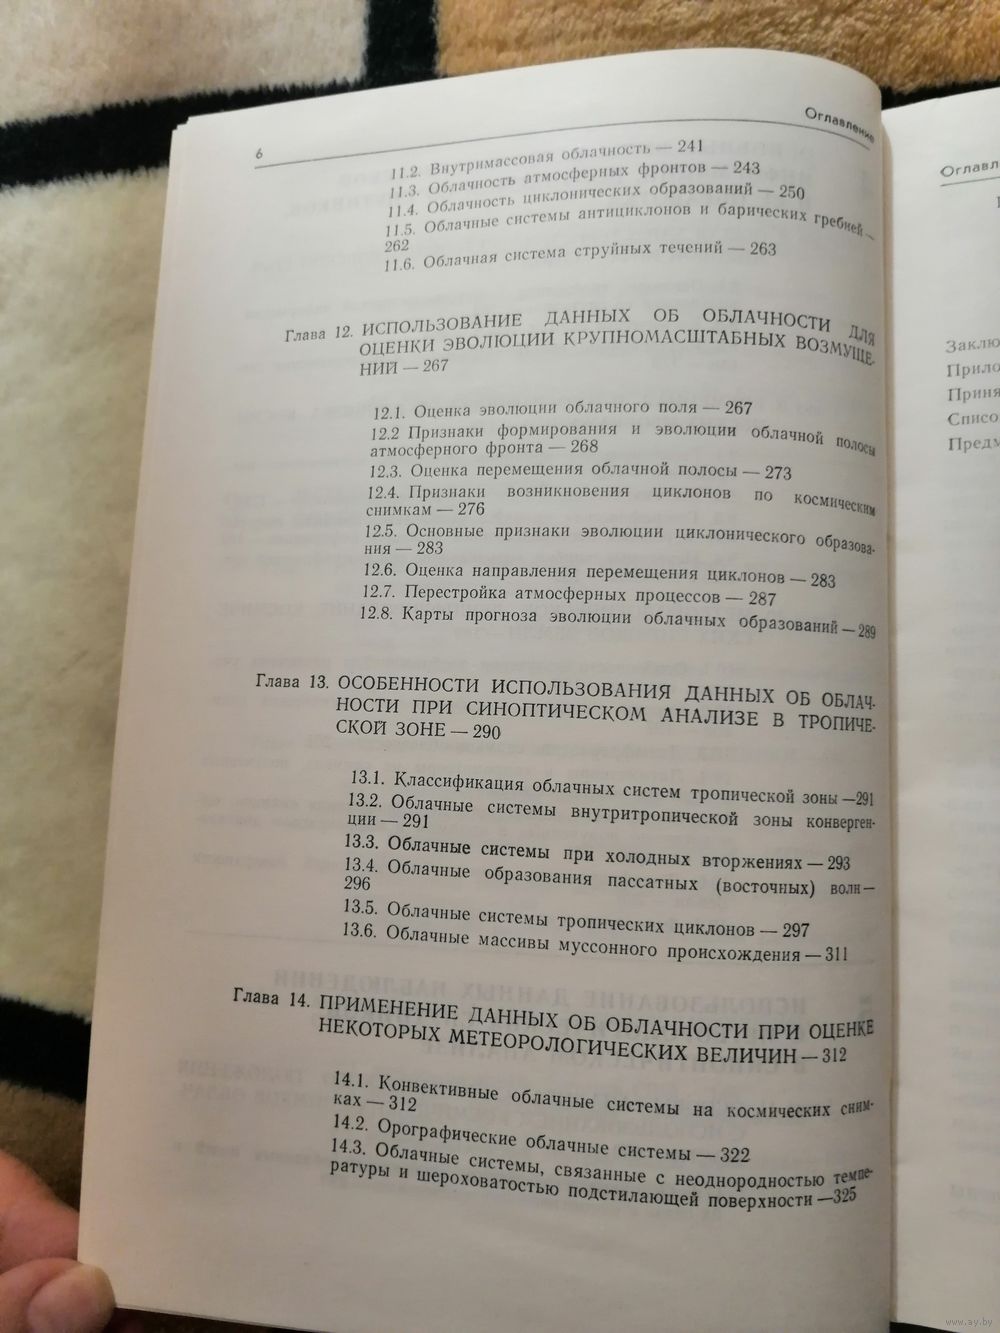 6
Оглавление
11.2. Внутримассовая облачность — 241
11.3. Облачность атмосферных фронтов — 243
11.4. Облачность циклонических образований — 250
11.5. Облачные системы антициклонов и барических гребней —
262
11.6. Облачная система струйных течений — 263
Глава 12. ИСПОЛЬЗОВАНИЕ ДАННЫХ ОБ ОБЛАЧНОСТИ ДЛЯ
ОЦЕНКИ ЭВОЛЮЦИИ КРУПНОМАСШТАБНЫХ ВОЗМУЩЕ-
НИЙ — 267
12.1. Оценка эволюции облачного поля — 267
12.2 Признаки формирования и эволюции облачной полосы
атмосферного фронта — 268
12.3. Оценка перемещения облачной полосы — 273
12.4. Признаки возникновения циклонов по космическим
снимкам — 276
12.5. Основные признаки эволюции циклонического образова-
ния — 283
12.6. Оценка направления перемещения циклонов — 283
12.7. Перестройка атмосферных процессов — 287
12.8. Карты прогноза эволюции облачных образований — 289
Глава 13. ОСОБЕННОСТИ ИСПОЛЬЗОВАНИЯ ДАННЫХ ОБ ОБЛАЧ-
НОСТИ ПРИ СИНОПТИЧЕСКОМ АНАЛИЗЕ В ТРОПИЧЕ-
СКОЙ ЗОНЕ — 290
13.1. Классификация облачных систем тропической зоны — 291
13.2. Облачные системы внутритропической зоны конверген-
ции — 291
13.3. Облачные системы при холодных вторжениях — 293
13.4. Облачные образования пассатных (восточных) волн —
296
13.5. Облачные системы тропических циклонов — 297
13.6. Облачные массивы муссонного происхождения — 311
Глава 14. ПРИМЕНЕНИЕ ДАННЫХ ОБ ОБЛАЧНОСТИ ПРИ ОЦЕНКЕ
НЕКОТОРЫХ МЕТЕОРОЛОГИЧЕСКИХ ВЕЛИЧИН — 312
14.1. Конвективные облачные системы на космических сним-
ках — 312
14.2. Орографические облачные системы — 322
14.3. Облачные системы, связанные с неоднородностью темпе-
ратуры и шероховатостью подстилающей поверхности — 325
Оглавл
Заклю
Прило
Приня
Списо
Предм
www.ay.by